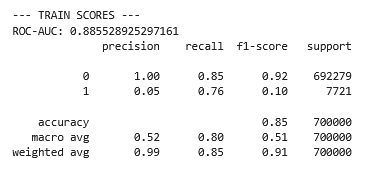 --- TRAIN SCORES ---
ROC-AUC: 0.885528925297161
precision recall f1-score support
0 1.00 0.85 0.92 692279
1 0.05 0.76 0.10 7721
accuracy 0.85 700000
macro avg 0.52 0.80 0.51 700000
weighted avg 0.99 0.85 0.91 700000